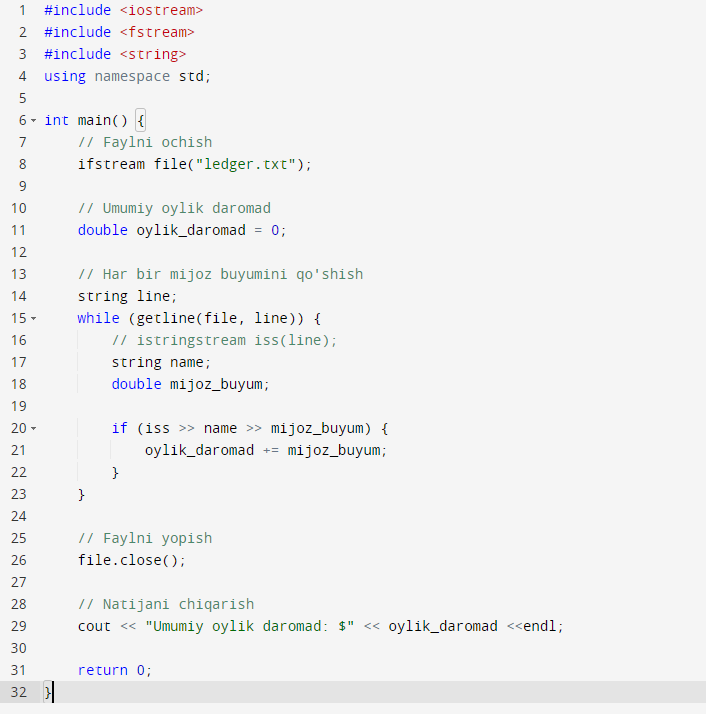 1 #include <iostream>
2 #include <fstream>
3 #include <string>
4 using namespace std;
5
6 int main() {
7     // Faylni ochish
8     ifstream file("ledger.txt");
9
10     // Umumiy oylik daromad
11     double oylik_daromad = 0;
12
13     // Har bir mijoz buyumini qo'shish
14     string line;
15     while (getline(file, line)) {
16         // istringstream iss(line);
17         string name;
18         double mijoz_buyum;
19
20         if (iss >> name >> mijoz_buyum) {
21             oylik_daromad += mijoz_buyum;
22         }
23     }
24
25     // Faylni yopish
26     file.close();
27
28     // Natijani chiqarish
29     cout << "Umumiy oylik daromad: $" << oylik_daromad <<endl;
30
31     return 0;
32 }